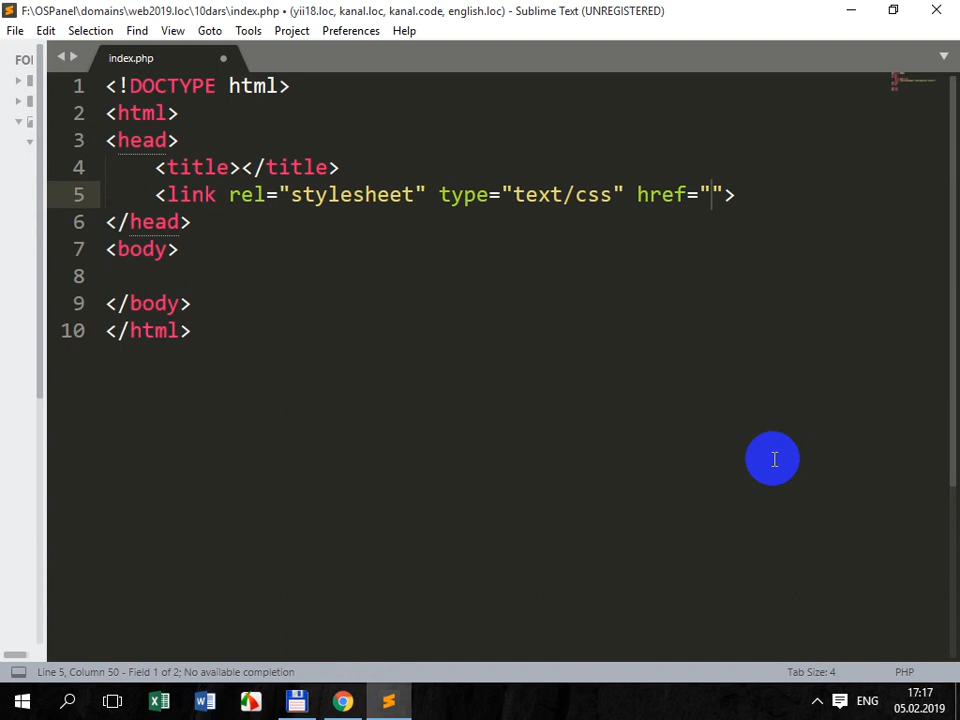 F:\OSPanel\domains\web2019.loc\10dars\index.php • (yii18.loc, kanal.loc, kanal.code, english.loc) - Sublime Text (UNREGISTERED)
File Edit Selection Find View Goto Tools Project Preferences Help
FOI
index.php
1 <!DOCTYPE html>
2 <html>
3 <head>
4 <title></title>
5 <link rel="stylesheet" type="text/css" href="">
6 </head>
7 <body>
8
9 </body>
10 </html>
Line 5, Column 50 - Field 1 of 2; No available completion
Tab Size: 4
PHP
ENG
17:17
05.02.2019